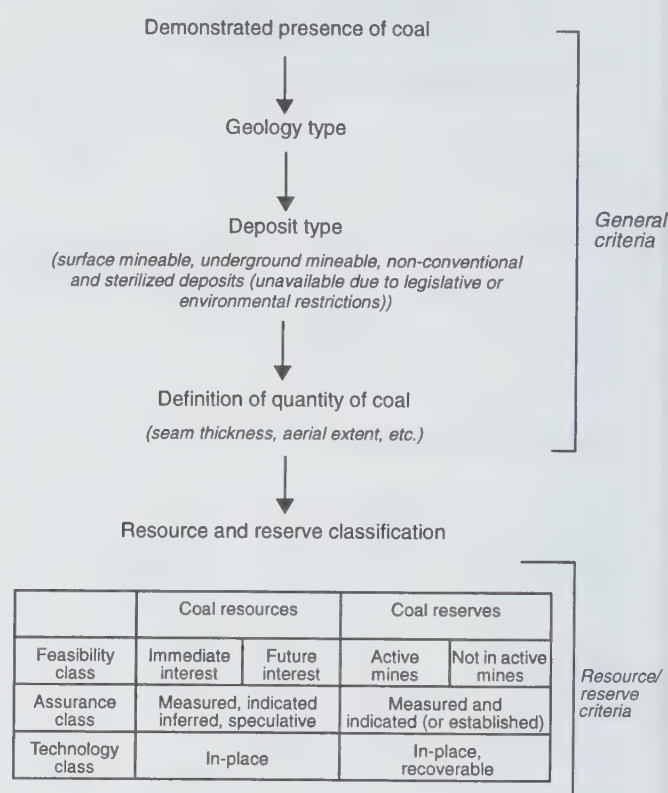 Demonstrated presence of coal
Geology type
Deposit type
(surface mineable, underground mineable, non-conventional
and sterilized deposits (unavailable due to legislative or
environmental restrictions))
General
criteria
Definition of quantity of coal
(seam thickness, aerial extent, etc.)
Resource and reserve classification
Coal resources Coal reserves
Feasibility
class
Immediate
interest
Future
interest
Active
mines
Not in active
mines
Assurance
class
Measured, indicated
inferred, speculative
Measured and
indicated (or established)
Technology
class
In-place
In-place,
recoverable
Resource/
reserve
criteria